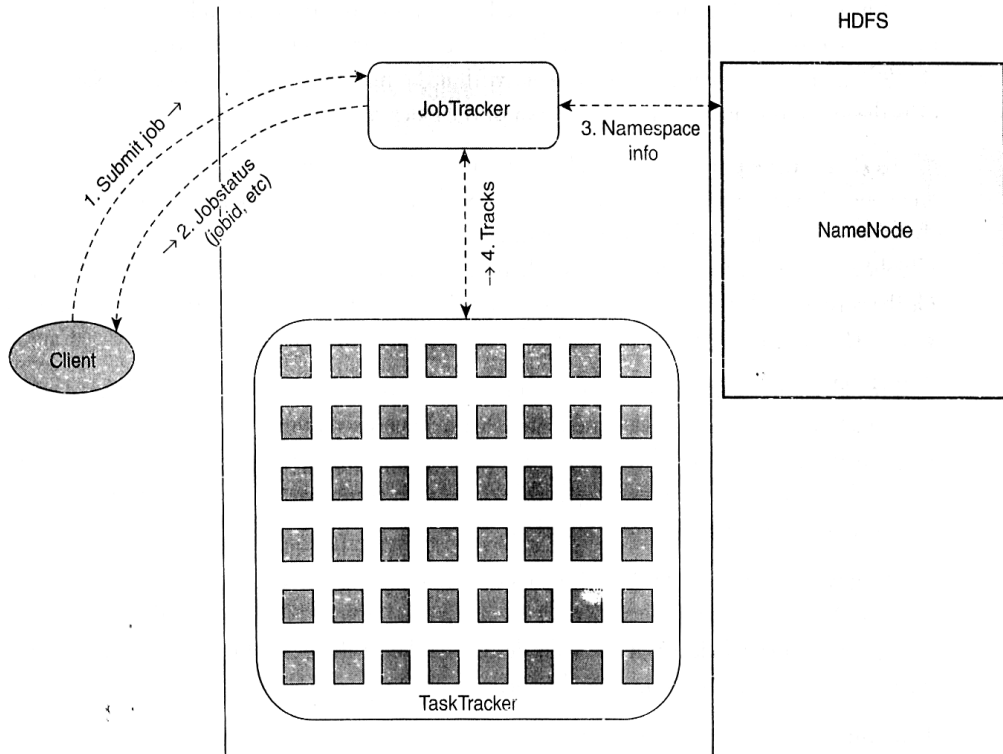 HDFS
JobTracker
1. Submit job →
→ 2. Jobstatus
(jobid, etc)
3. Namespace
info
→ 4. Tracks
NameNode
Client
TaskTracker